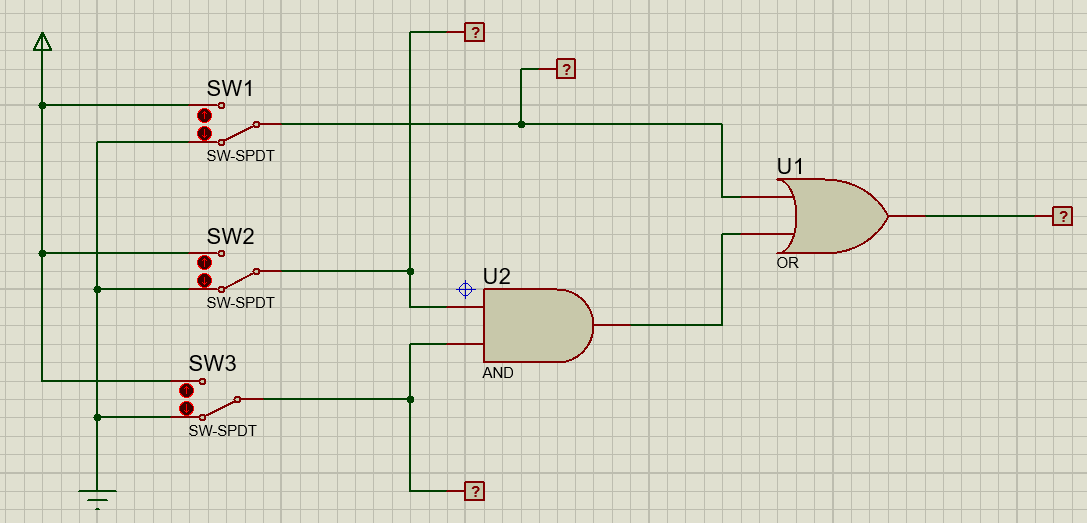 ?
?
SW1
SW-SPDT
U1
?
OR
SW2
SW-SPDT
U2
AND
SW3
SW-SPDT
?